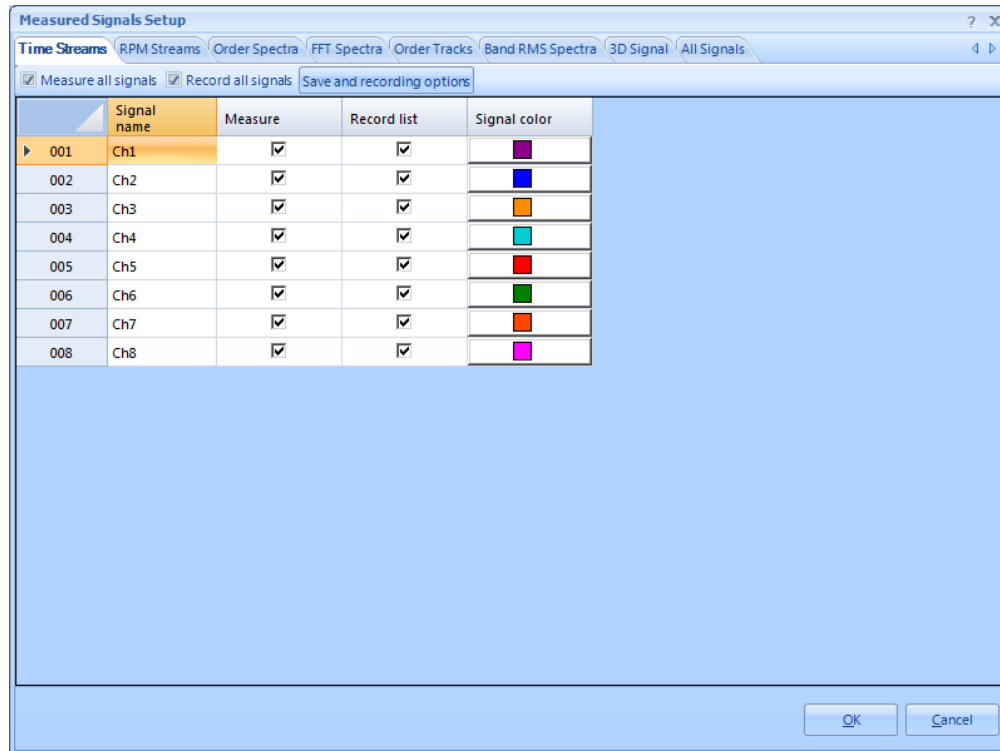 Measured Signals Setup
Time Streams RPM Streams Order Spectra FFT Spectra Order Tracks Band RMS Spectra 3D Signal All Signals
Measure all signals Record all signals Save and recording options
Signal name Measure Record list Signal color
001 Ch1
002 Ch2
003 Ch3
004 Ch4
005 Ch5
006 Ch6
007 Ch7
008 Ch8
OK Cancel